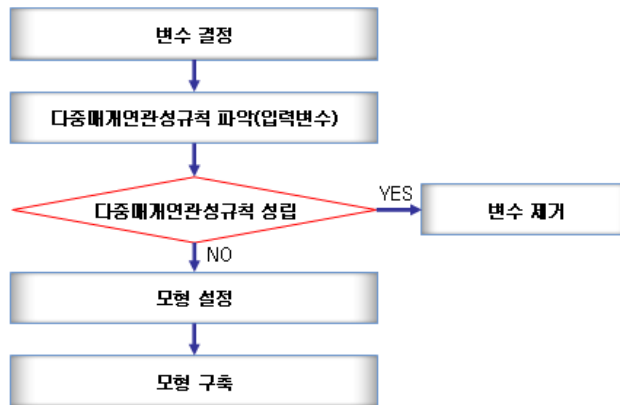 변수 결정
다중매개연관성규칙 파악(입력변수)
다중매개연관성규칙 성립
YES
변수 제거
NO
모형 설정
모형 구축